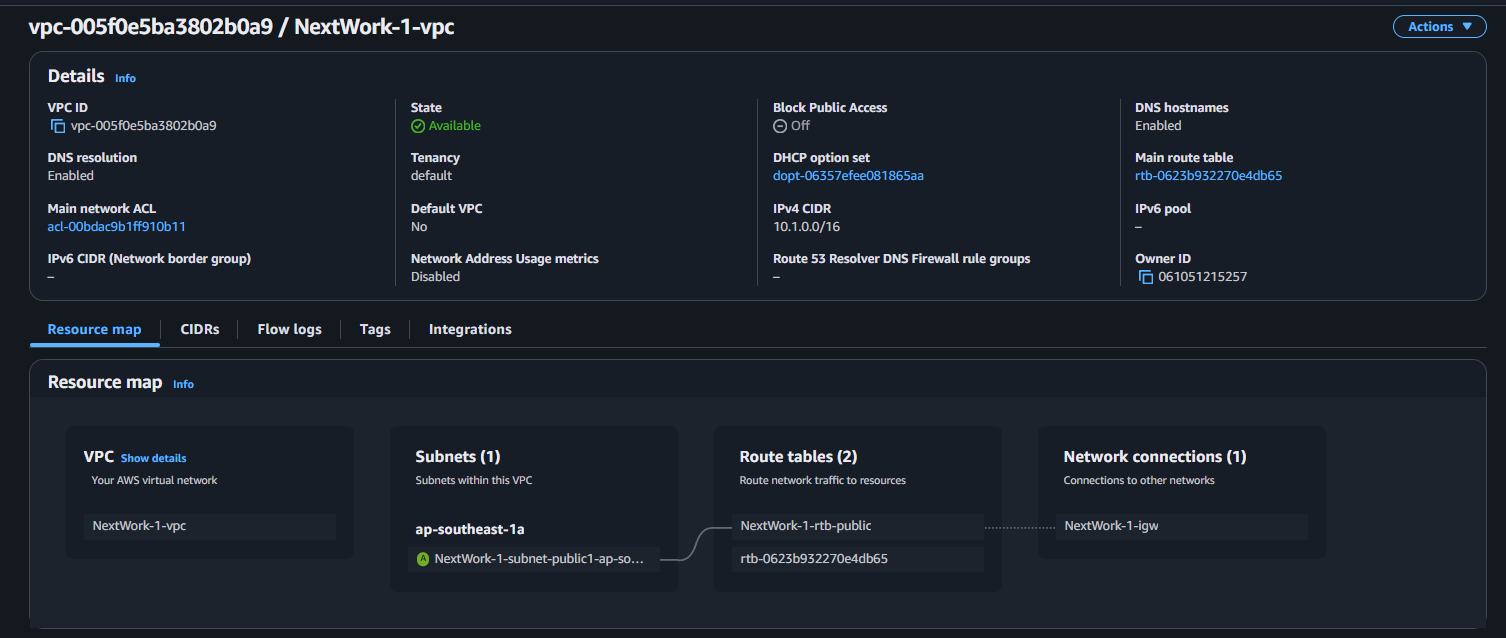 vpc-005f0e5ba3802b0a9 / NextWork-1-vpc
Actions
Details Info
VPC ID
vpc-005f0e5ba3802b0a9
State
Available
Block Public Access
Off
DNS hostnames
Enabled
DNS resolution
Enabled
Tenancy
default
DHCP option set
dopt-06357efee081865aa
Main route table
rtb-0623b932270e4db65
Main network ACL
acl-00bdac9b1ff910b11
Default VPC
No
IPv4 CIDR
10.1.0.0/16
IPv6 pool
–
IPv6 CIDR (Network border group)
–
Network Address Usage metrics
Disabled
Route 53 Resolver DNS Firewall rule groups
–
Owner ID
061051215257
Resource map
CIDRs
Flow logs
Tags
Integrations
Resource map Info
VPC Show details
Your AWS virtual network
NextWork-1-vpc
Subnets (1)
Subnets within this VPC
ap-southeast-1a
A NextWork-1-subnet-public1-ap-so...
Route tables (2)
Route network traffic to resources
NextWork-1-rtb-public
rtb-0623b932270e4db65
Network connections (1)
Connections to other networks
NextWork-1-igw